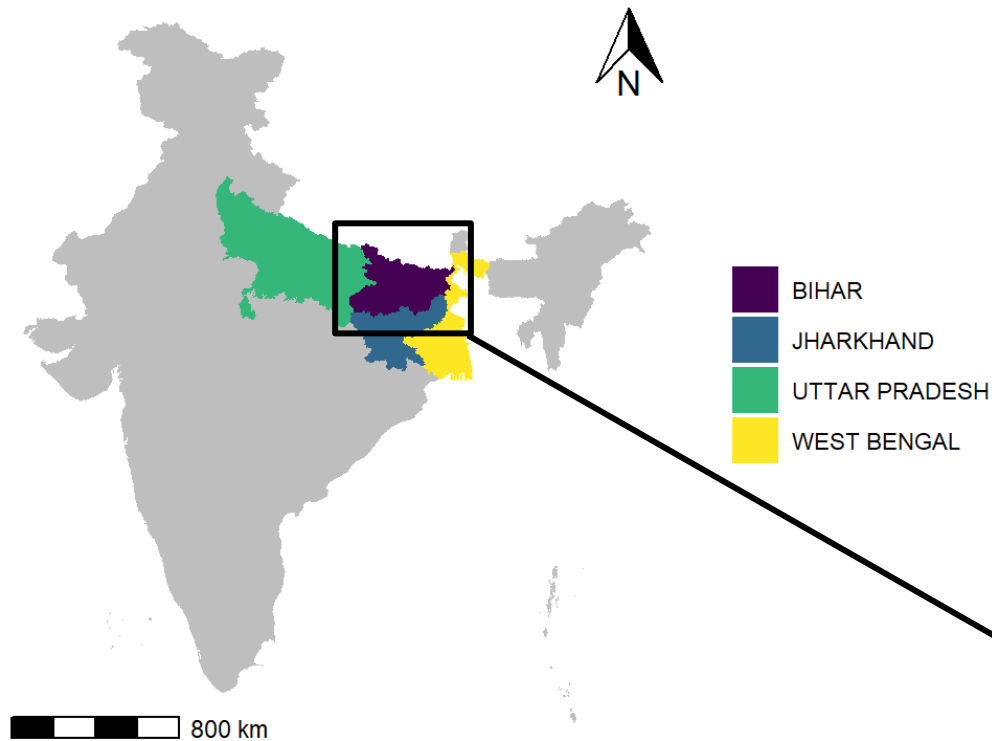 N
BIHAR
JHARKHAND
UTTAR PRADESH
WEST BENGAL
800 km